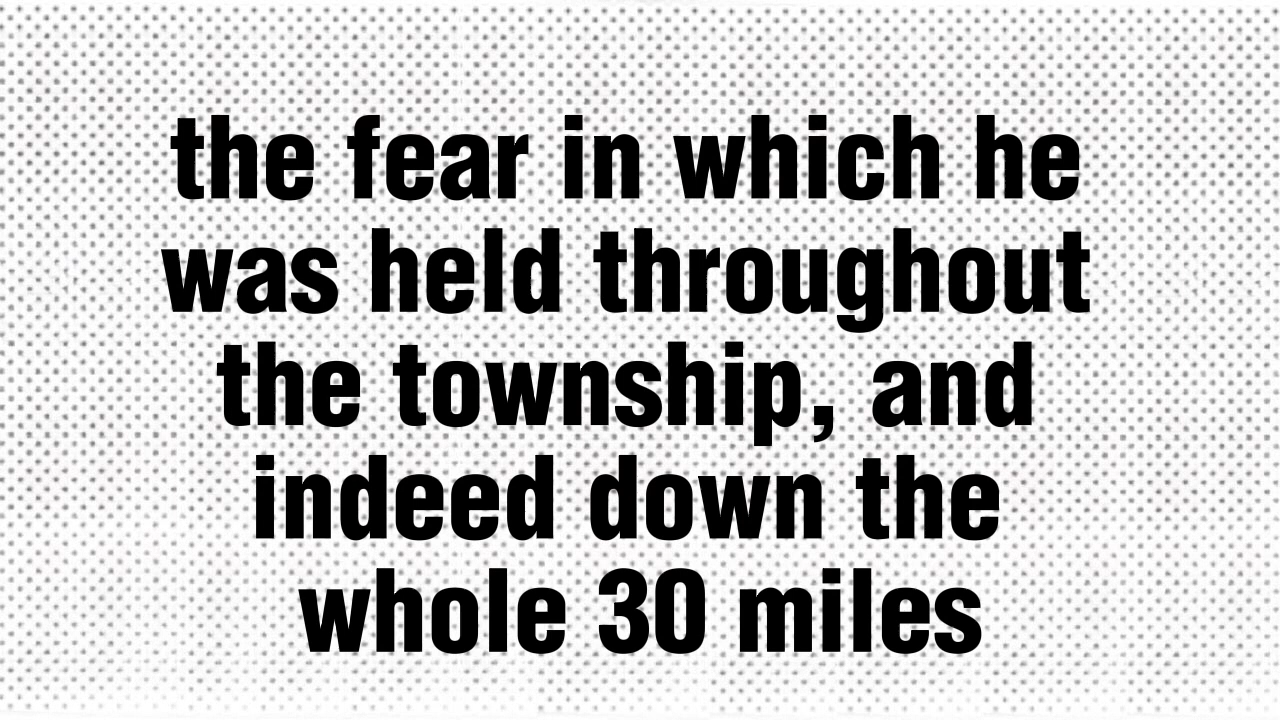 the fear in which he
was held throughout
the township, and
indeed down the
whole 30 miles